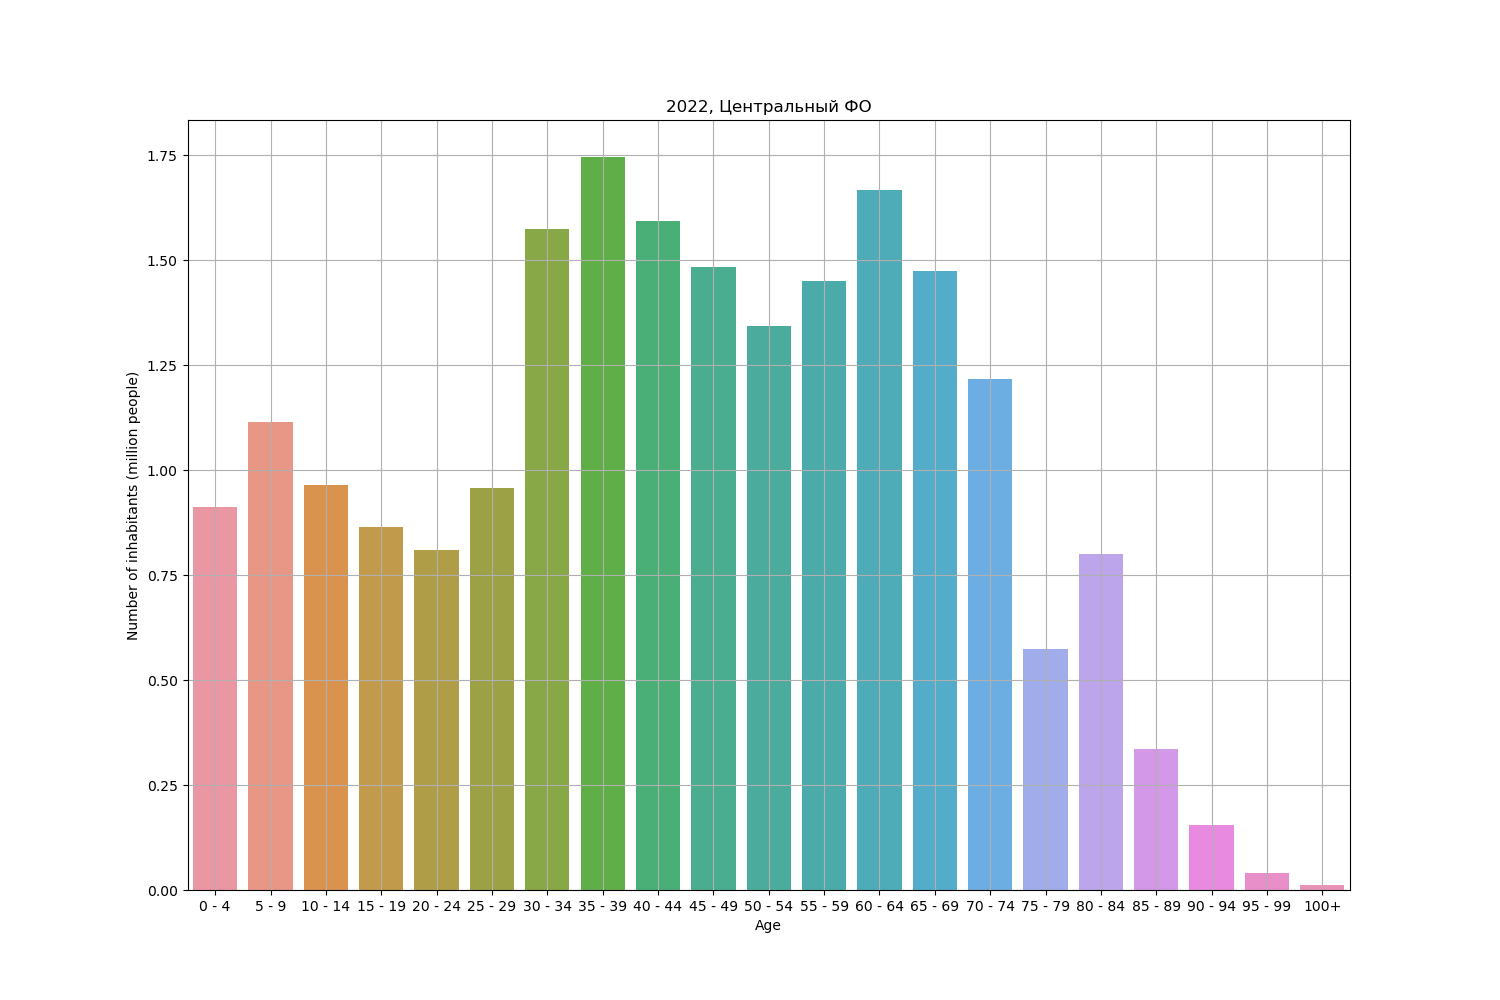 2022, Центральный ФО
Number of inhabitants (million people)
1.75
1.50
1.25
1.00
0.75
0.50
0.25
0.00
0 - 4 5 - 9 10 - 14 15 - 19 20 - 24 25 - 29 30 - 34 35 - 39 40 - 44 45 - 49 50 - 54 55 - 59 60 - 64 65 - 69 70 - 74 75 - 79 80 - 84 85 - 89 90 - 94 95 - 99 100+
Age